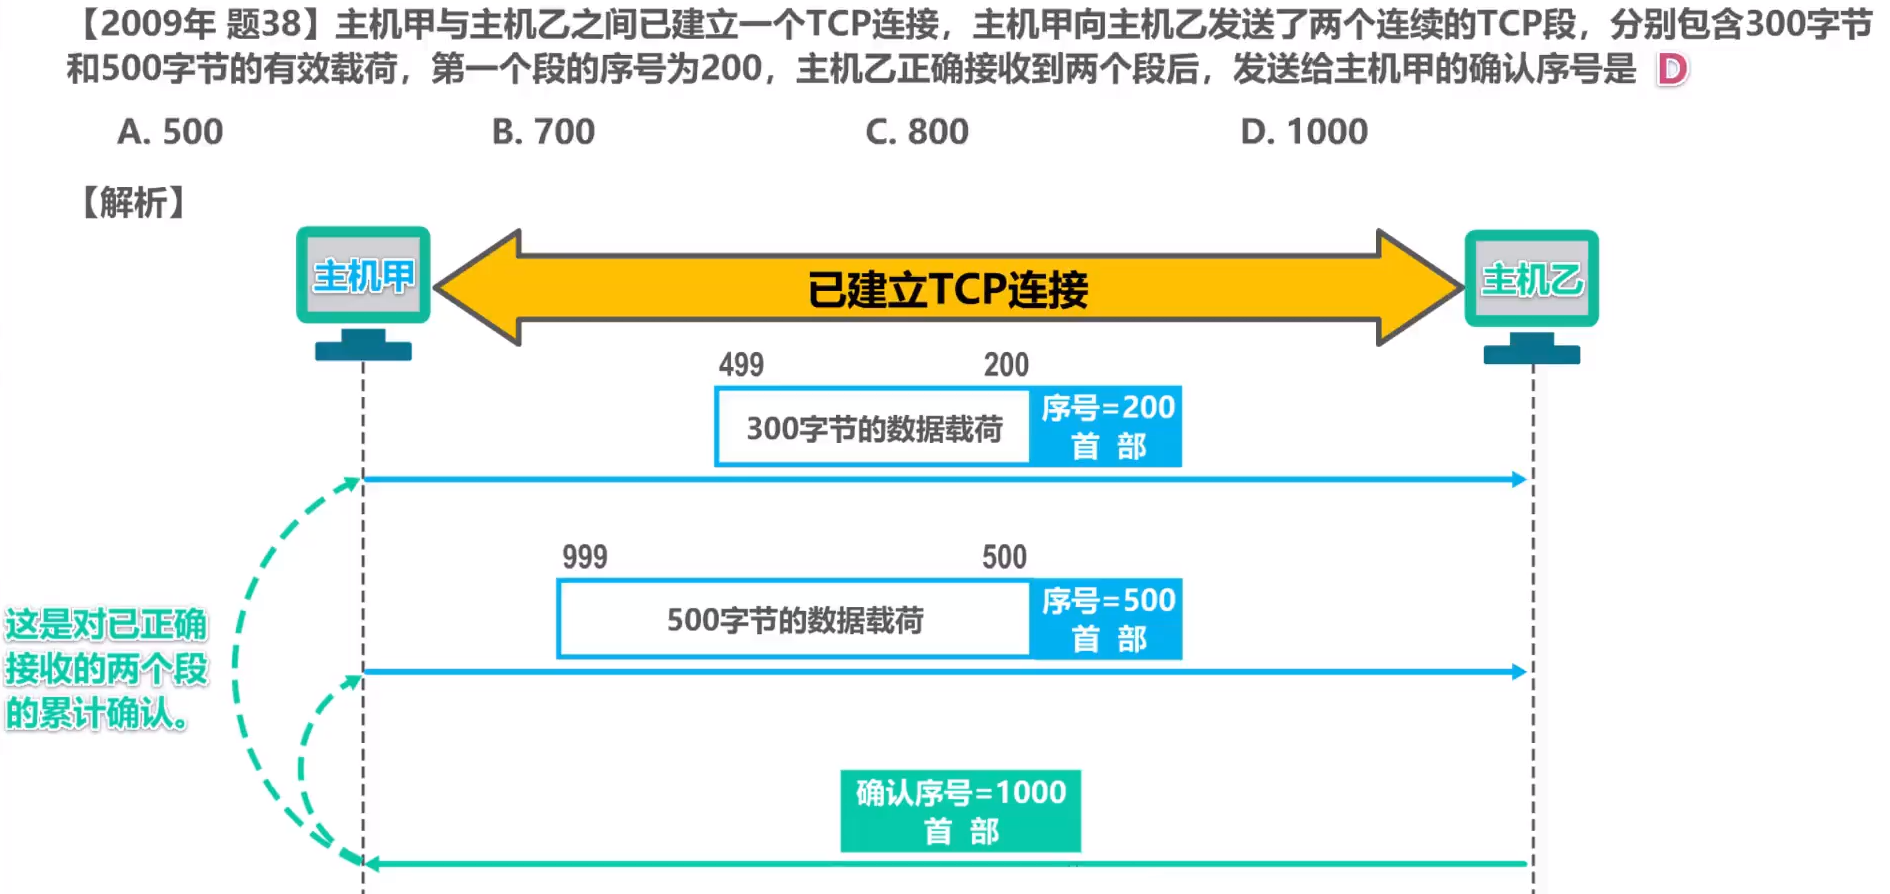 【2009年 题38】主机甲与主机乙之间已建立一个TCP连接，主机甲向主机乙发送了两个连续的TCP段，分别包含300字节
和500字节的有效载荷，第一个段的序号为200，主机乙正确接收到两个段后，发送给主机甲的确认序号是 D
A. 500 B. 700 C. 800 D. 1000
【解析】
主机甲 已建立TCP连接 主机乙
499 200
300字节的数据载荷 序号=200
首 部
999 500
500字节的数据载荷 序号=500
首 部
这是对已正确
接收的两个段
的累计确认。
确认序号=1000
首 部